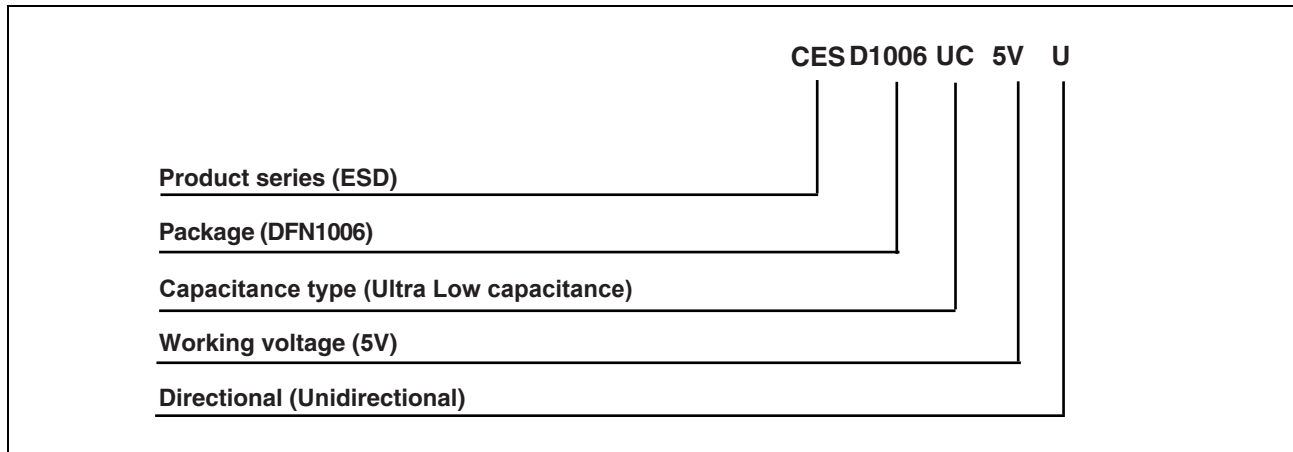 CES D1006 UC 5V U
Product series (ESD)
Package (DFN1006)
Capacitance type (Ultra Low capacitance)
Working voltage (5V)
Directional (Unidirectional)